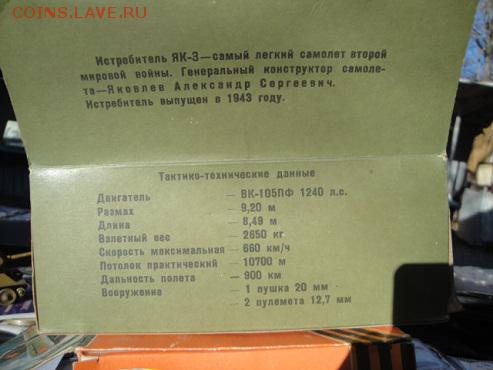 COINS.LAVE.RU
Истребитель ЯК-3—самый легкий самолет второй
мировой войны. Генеральный конструктор самоле-
та—Яковлев Александр Сергеевич.
Истребитель выпущен в 1943 году.
Тактико-технические данные
Двигатель — ВК-105ПФ 1240 л.с.
Размах — 9,20 м
Длина — 8,49 м
Взлетный вес — 2650 кг
Скорость максимальная — 660 км/ч
Потолок практический — 10700 м
Дальность полета — 900 км
Вооружение — 1 пушка 20 мм
2 пулемета 12,7 мм